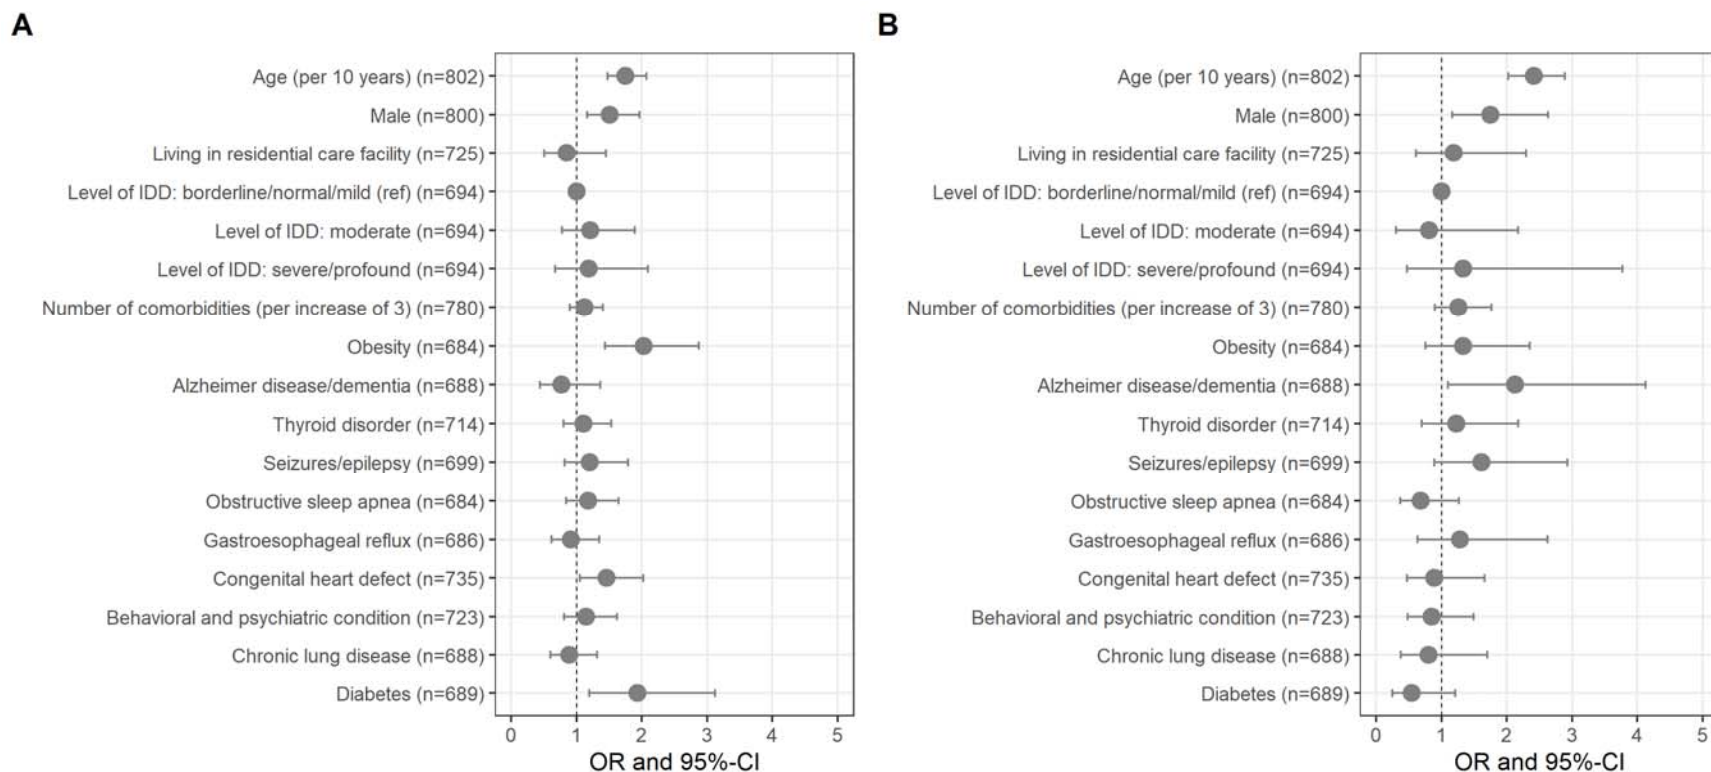 A
Age (per 10 years) (n=802)
Male (n=800)
Living in residential care facility (n=725)
Level of IDD: borderline/normal/mild (ref) (n=694)
Level of IDD: moderate (n=694)
Level of IDD: severe/profound (n=694)
Number of comorbidities (per increase of 3) (n=780)
Obesity (n=684)
Alzheimer disease/dementia (n=688)
Thyroid disorder (n=714)
Seizures/epilepsy (n=699)
Obstructive sleep apnea (n=684)
Gastroesophageal reflux (n=686)
Congenital heart defect (n=735)
Behavioral and psychiatric condition (n=723)
Chronic lung disease (n=688)
Diabetes (n=689)
0 1 2 3 4 5
OR and 95%-CI
B
Age (per 10 years) (n=802)
Male (n=800)
Living in residential care facility (n=725)
Level of IDD: borderline/normal/mild (ref) (n=694)
Level of IDD: moderate (n=694)
Level of IDD: severe/profound (n=694)
Number of comorbidities (per increase of 3) (n=780)
Obesity (n=684)
Alzheimer disease/dementia (n=688)
Thyroid disorder (n=714)
Seizures/epilepsy (n=699)
Obstructive sleep apnea (n=684)
Gastroesophageal reflux (n=686)
Congenital heart defect (n=735)
Behavioral and psychiatric condition (n=723)
Chronic lung disease (n=688)
Diabetes (n=689)
0 1 2 3 4 5
OR and 95%-CI